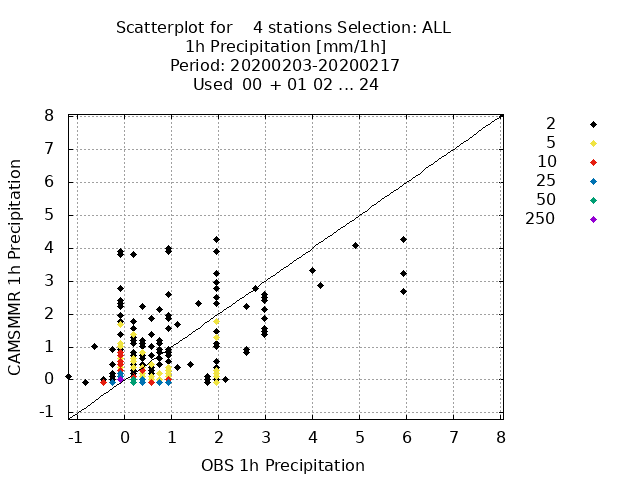 Scatterplot for 4 stations Selection: ALL
1h Precipitation [mm/1h]
Period: 20200203-20200217
Used 00 + 01 02 ... 24
8
7
6
5
4
3
2
1
0
-1
-1 0 1 2 3 4 5 6 7 8
CAMSMMR 1h Precipitation
OBS 1h Precipitation
2
5
10
25
50
250